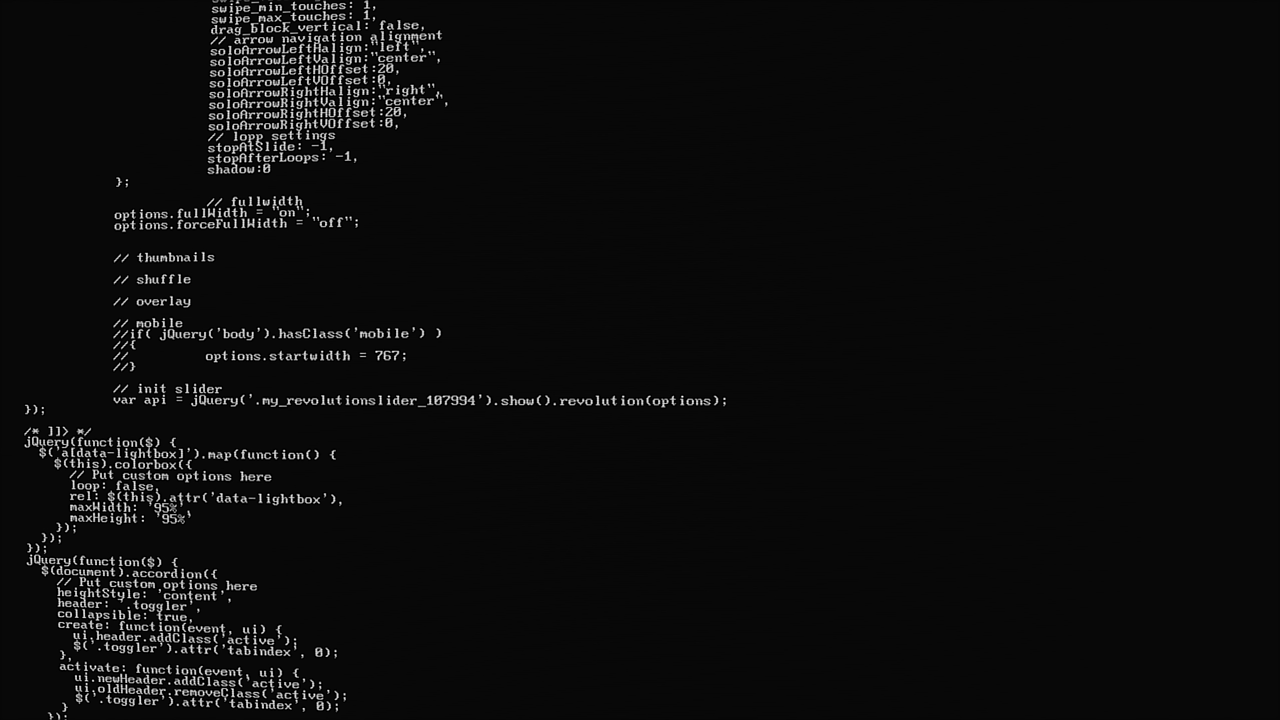 swipe_min_touches: 1,
swipe_max_touches: 1,
drag_block_vertical: false,
// arrow navigation alignment
soloArrowLeftHalign:"left",
soloArrowLeftValign:"center",
soloArrowLeftHOffset:20,
soloArrowLeftVOffset:0,
soloArrowRightHalign:"right",
soloArrowRightValign:"center",
soloArrowRightHOffset:20,
soloArrowRightVOffset:0,
// lopp settings
stopAtSlide: -1,
stopAfterLoops: -1,
shadow:0
};
// fullwidth
options.fullWidth = "on";
options.forceFullWidth = "off";
// thumbnails
// shuffle
// overlay
// mobile
//if( jQuery('body').hasClass('mobile') )
//{
// options.startwidth = 767;
//}
// init slider
var api = jQuery('.my_revolutionslider_107994').show().revolution(options);
});
/* ]]> */
jQuery(function($) {
$('a[data-lightbox]').map(function() {
$(this).colorbox({
// Put custom options here
loop: false,
rel: $(this).attr('data-lightbox'),
maxWidth: '95%',
maxHeight: '95%'
});
});
});
jQuery(function($) {
$(document).accordion({
// Put custom options here
heightStyle: 'content',
header: '.toggler',
collapsible: true,
create: function(event, ui) {
ui.header.addClass('active');
$('.toggler').attr('tabindex', 0);
},
activate: function(event, ui) {
ui.newHeader.addClass('active');
ui.oldHeader.removeClass('active');
$('.toggler').attr('tabindex', 0);
}
});